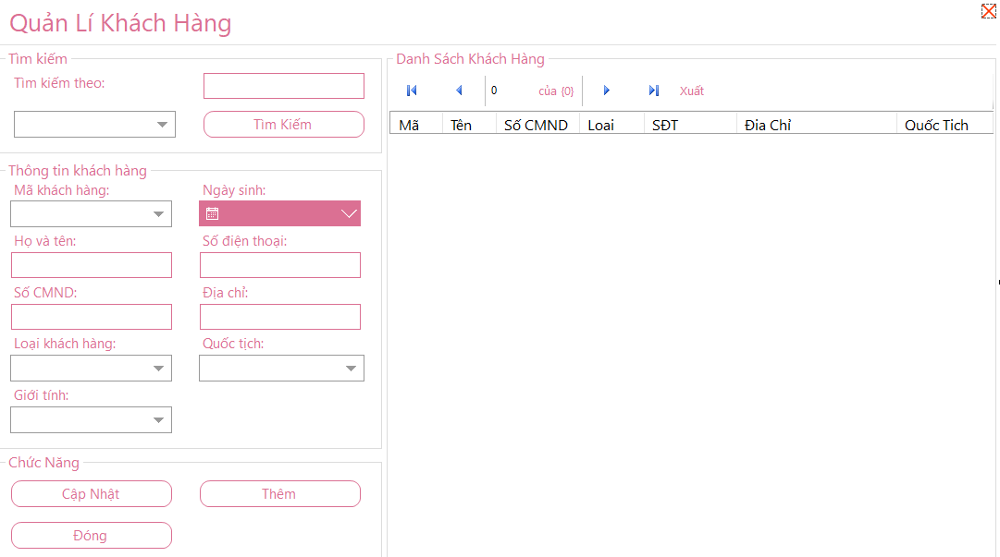 Quản Lí Khách Hàng
Tìm kiếm
Tìm kiếm theo:
Tìm Kiếm
Thông tin khách hàng
Mã khách hàng:
Ngày sinh:
Họ và tên:
Số điện thoại:
Số CMND:
Địa chỉ:
Loại khách hàng:
Quốc tịch:
Giới tính:
Chức Năng
Cập Nhật
Thêm
Đóng
Danh Sách Khách Hàng
0 của {0} Xuất
Mã Tên Số CMND Loại SĐT Địa Chỉ Quốc Tịch